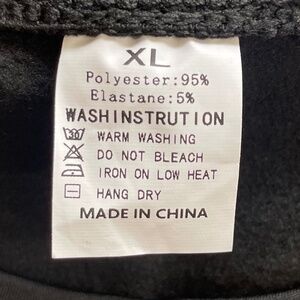 XL
Polyester:95%
Elastane:5%
WASHINSTRUTION
WARM WASHING
DO NOT BLEACH
IRON ON LOW HEAT
HANG DRY
MADE IN CHINA